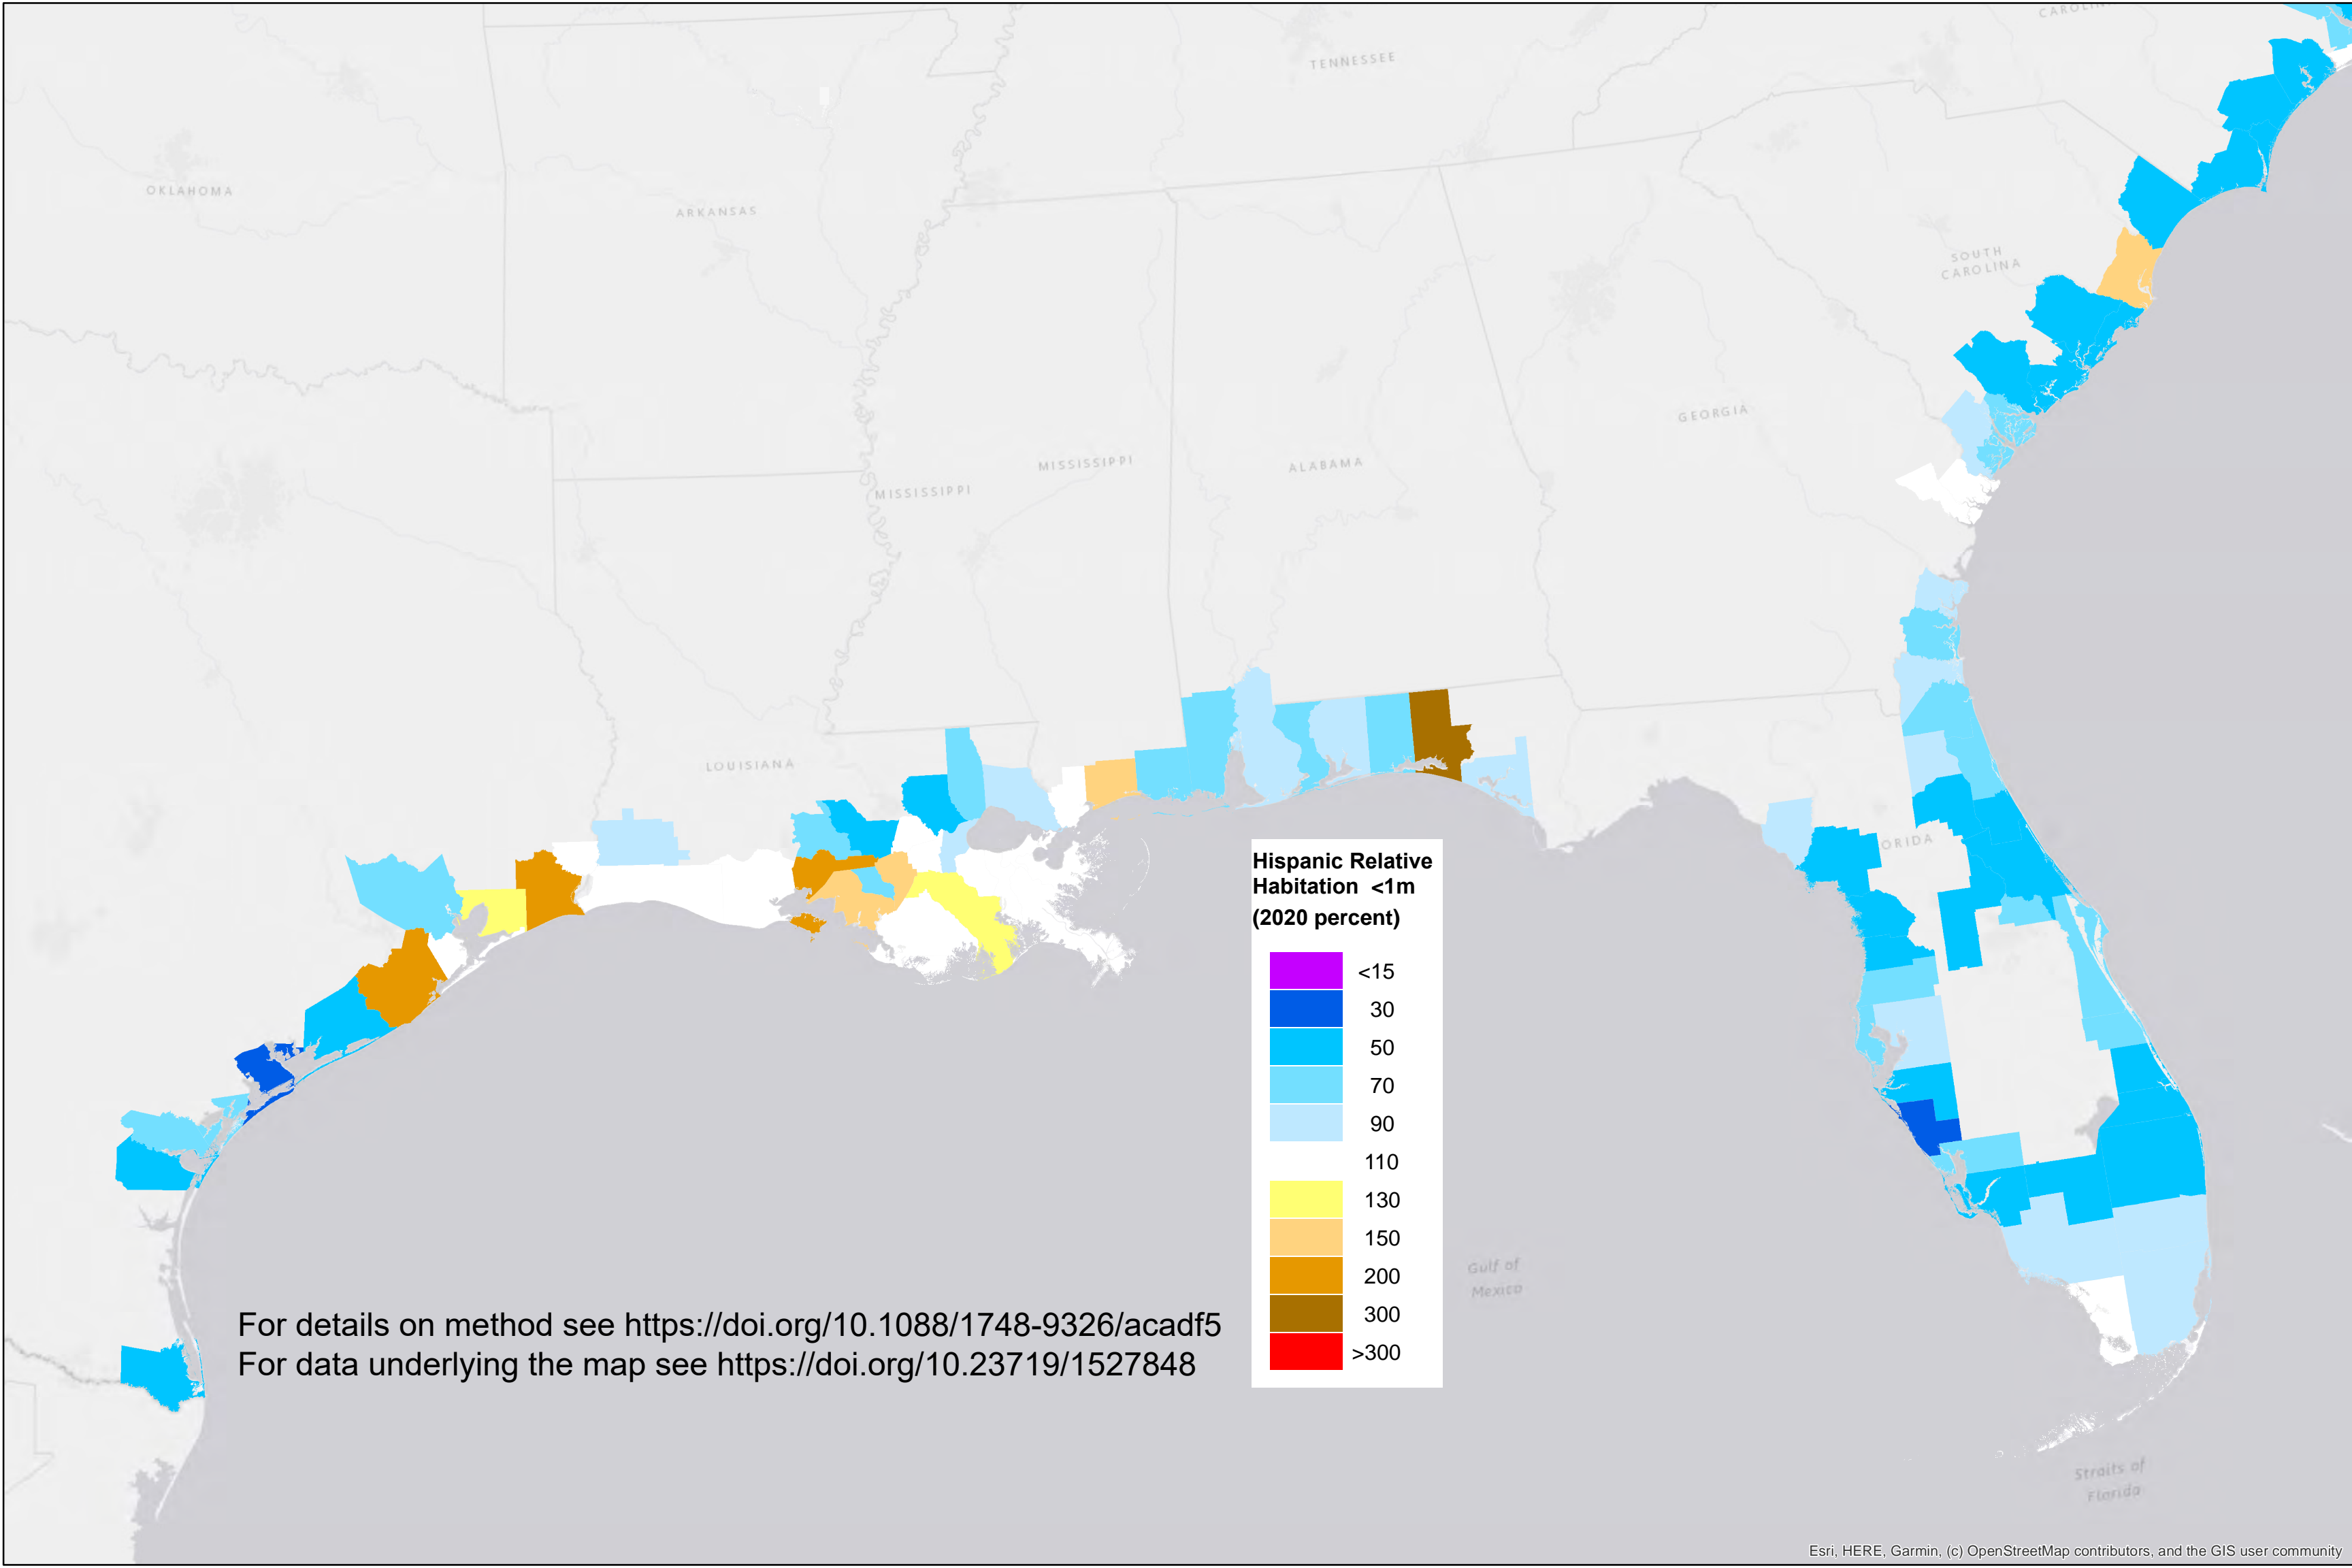 CAROLIN
TENNESSEE
OKLAHOMA
ARKANSAS
SOUTH
CAROLINA
GEORGIA
MISSISSIPPI
ALABAMA
MISSISSIPPI
LOUISIANA
ORIDA
Hispanic Relative
Habitation <1m
(2020 percent)
<15
30
50
70
90
110
130
150
200
300
>300
Gulf of
Mexico
For details on method see https://doi.org/10.1088/1748-9326/acadf5
For data underlying the map see https://doi.org/10.23719/1527848
Straits of
Florida
Esri, HERE, Garmin, (c) OpenStreetMap contributors, and the GIS user community